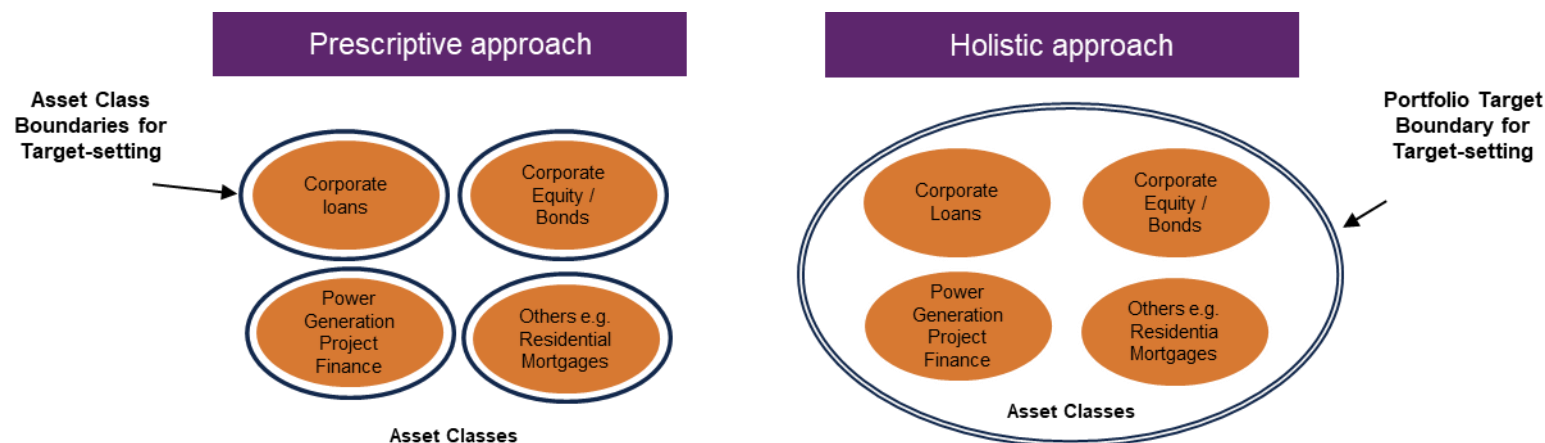 Prescriptive approach
Asset Class
Boundaries for
Target-setting
Corporate
loans
Corporate
Equity /
Bonds
Power
Generation
Project
Finance
Others e.g.
Residential
Mortgages
Asset Classes
Holistic approach
Portfolio Target
Boundary for
Target-setting
Corporate
Loans
Corporate
Equity /
Bonds
Power
Generation
Project
Finance
Others e.g.
Residentia
Mortgages
Asset Classes